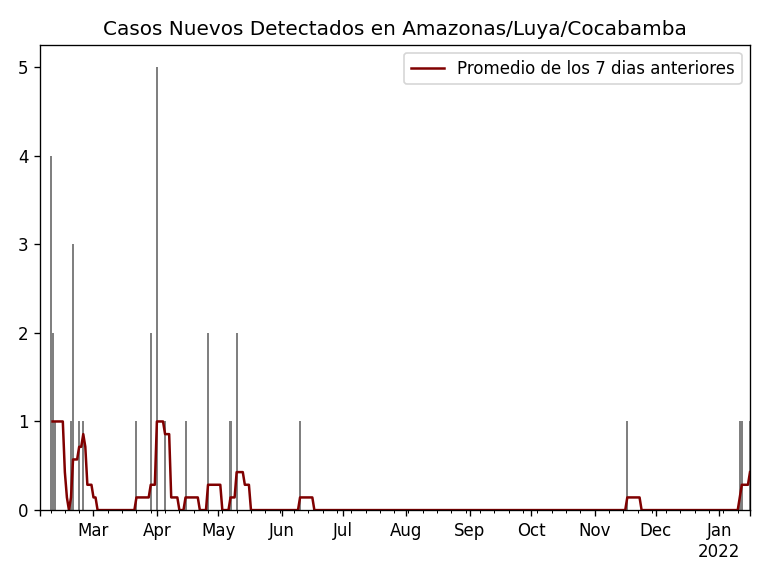 Casos Nuevos Detectados en Amazonas/Luya/Cocabamba
Promedio de los 7 dias anteriores
5
4
3
2
1
0
Mar Apr May Jun Jul Aug Sep Oct Nov Dec Jan
2022